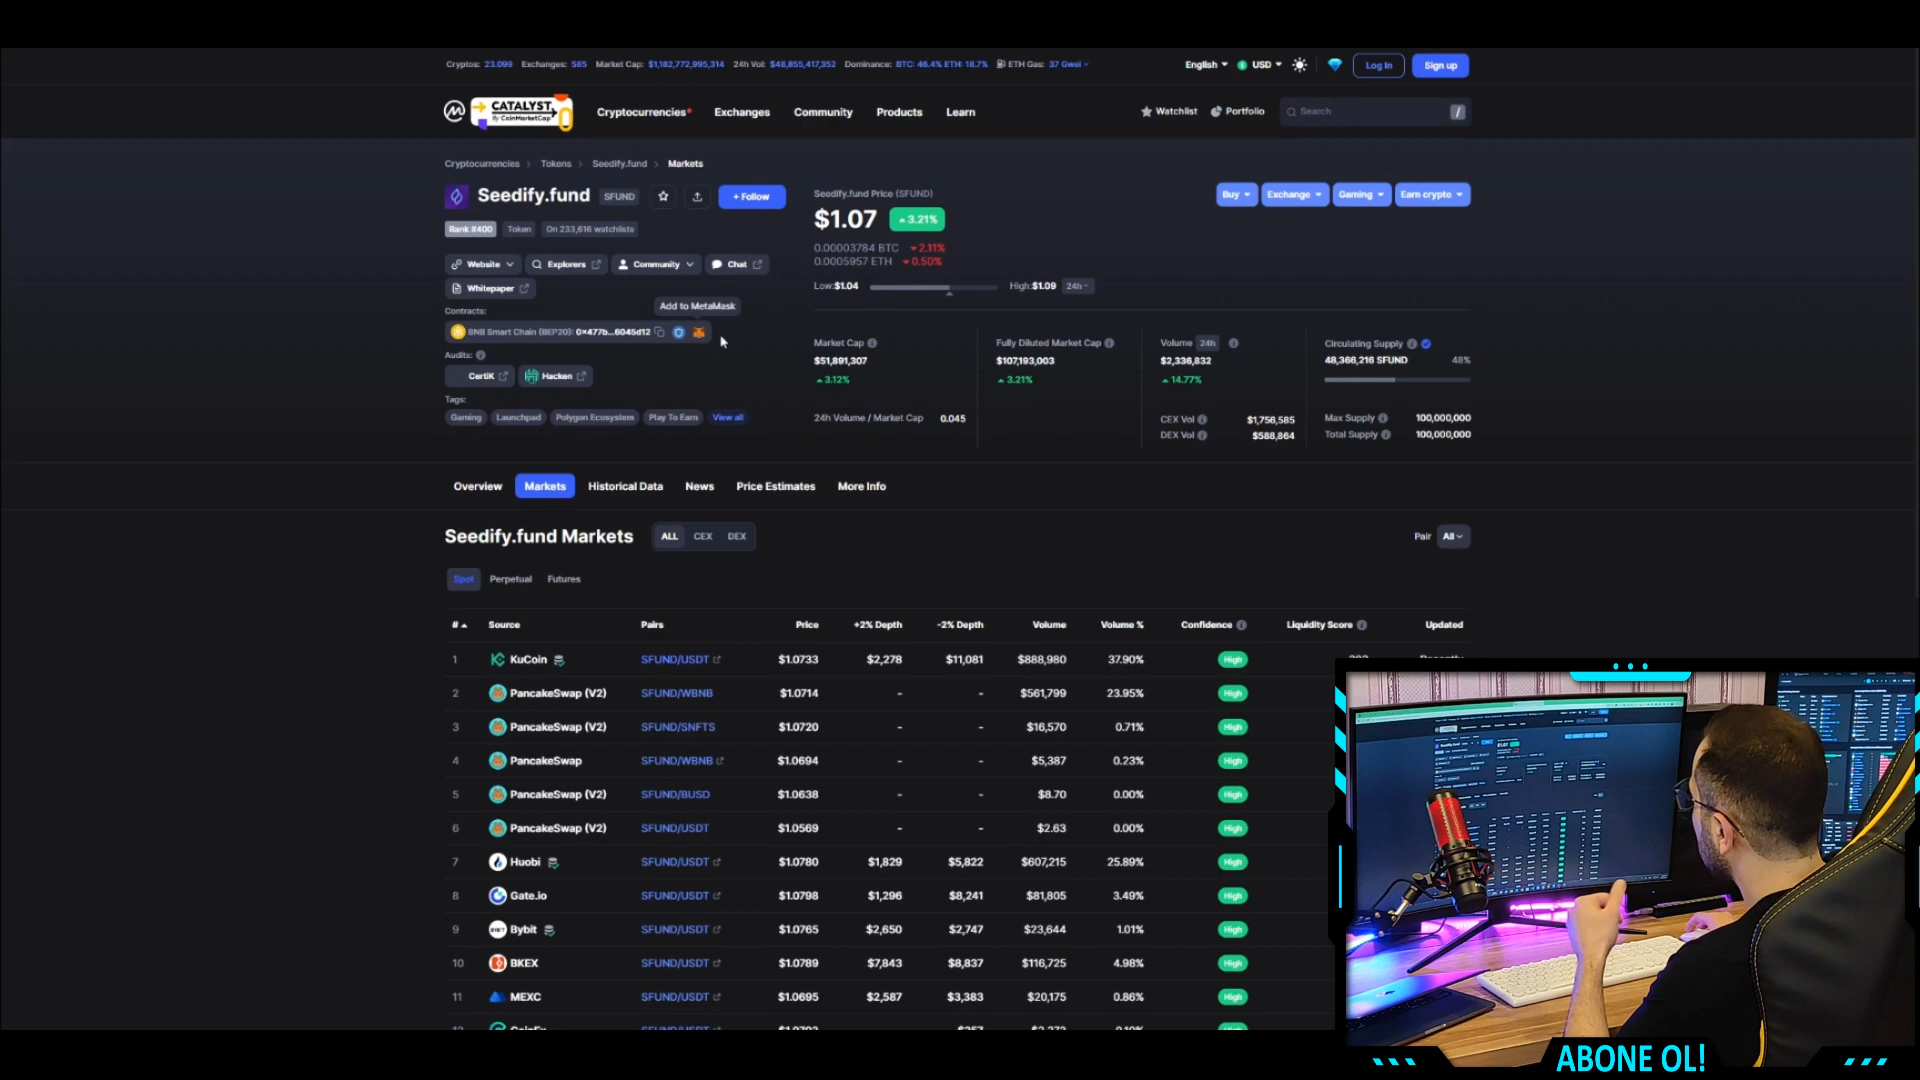 Cryptos: 23.099 Exchanges: 585 Market Cap: $1,182,772,995,314 24h Vol: $48,855,417,352 Dominance: BTC: 46.4% ETH: 18.7% ETH Gas: 37 Gwei
English USD Log In Sign up
CATALYST
By CoinMarketCap
Cryptocurrencies Exchanges Community Products Learn
Watchlist Portfolio Search /
Cryptocurrencies > Tokens > Seedify.fund > Markets
Seedify.fund SFUND + Follow
Rank #400 Token On 233,616 watchlists
Website Explorers Community Chat
Whitepaper
Add to MetaMask
Contracts:
BNB Smart Chain (BEP20): 0x477b...6045d12
Audits:
CertiK Hacken
Tags:
Gaming Launchpad Polygon Ecosystem Play To Earn View all
Seedify.fund Price (SFUND)
$1.07 3.21%
0.00003784 BTC 2.11%
0.0005957 ETH 0.50%
Low: $1.04 High: $1.09 24h
Buy Exchange Gaming Earn crypto
Market Cap
$51,891,307
3.12%
24h Volume / Market Cap 0.045
Fully Diluted Market Cap
$107,193,003
3.21%
Volume 24h
$2,336,832
14.77%
CEX Vol $1,756,585
DEX Vol $588,864
Circulating Supply
48,366,216 SFUND 48%
Max Supply 100,000,000
Total Supply 100,000,000
Overview Markets Historical Data News Price Estimates More Info
Seedify.fund Markets ALL CEX DEX
Pair All
Spot Perpetual Futures
# Source Pairs Price +2% Depth -2% Depth Volume Volume % Confidence Liquidity Score Updated
1 KuCoin SFUND/USDT $1.0733 $2,278 $11,081 $888,980 37.90% High
2 PancakeSwap (V2) SFUND/WBNB $1.0714 - - $561,799 23.95% High
3 PancakeSwap (V2) SFUND/SNFTS $1.0720 - - $16,570 0.71% High
4 PancakeSwap SFUND/WBNB $1.0694 - - $5,387 0.23% High
5 PancakeSwap (V2) SFUND/BUSD $1.0638 - - $8.70 0.00% High
6 PancakeSwap (V2) SFUND/USDT $1.0569 - - $2.63 0.00% High
7 Huobi SFUND/USDT $1.0780 $1,829 $5,822 $607,215 25.89% High
8 Gate.io SFUND/USDT $1.0798 $1,296 $8,241 $81,805 3.49% High
9 Bybit SFUND/USDT $1.0765 $2,650 $2,747 $23,644 1.01% High
10 BKEX SFUND/USDT $1.0789 $7,843 $8,837 $116,725 4.98% High
11 MEXC SFUND/USDT $1.0695 $2,587 $3,383 $20,175 0.86% High
ABONE OL!